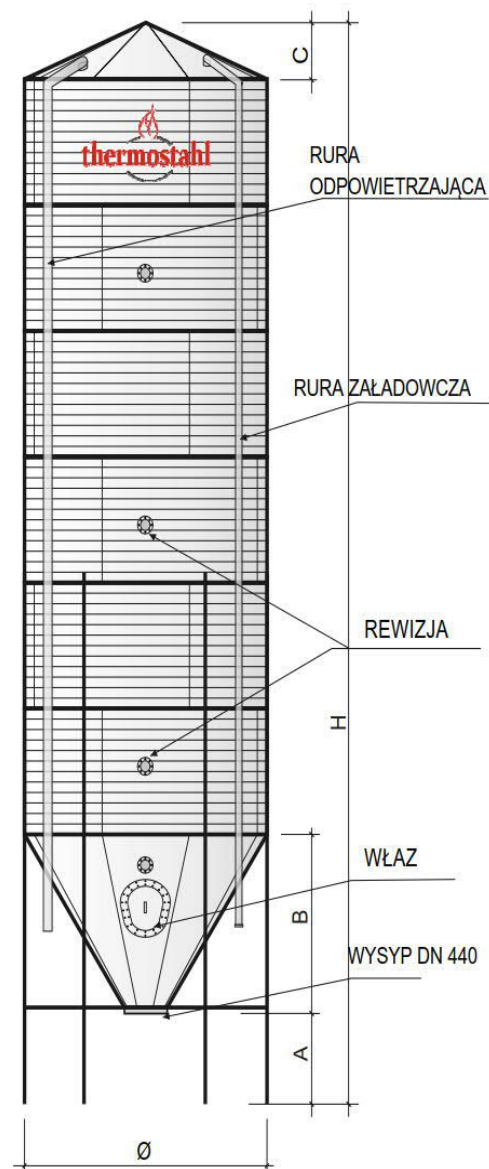 C
thermostahl
RURA
ODPOWIETRZAJĄCA
RURA ZAŁADOWCZA
REWIZJA
H
WŁAZ
B
WYSYP DN 440
A
Ø